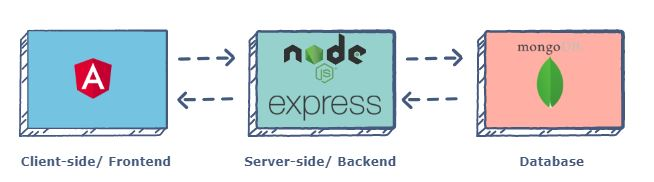 A
node
JS
express
mongoDB
Client-side/ Frontend
Server-side/ Backend
Database